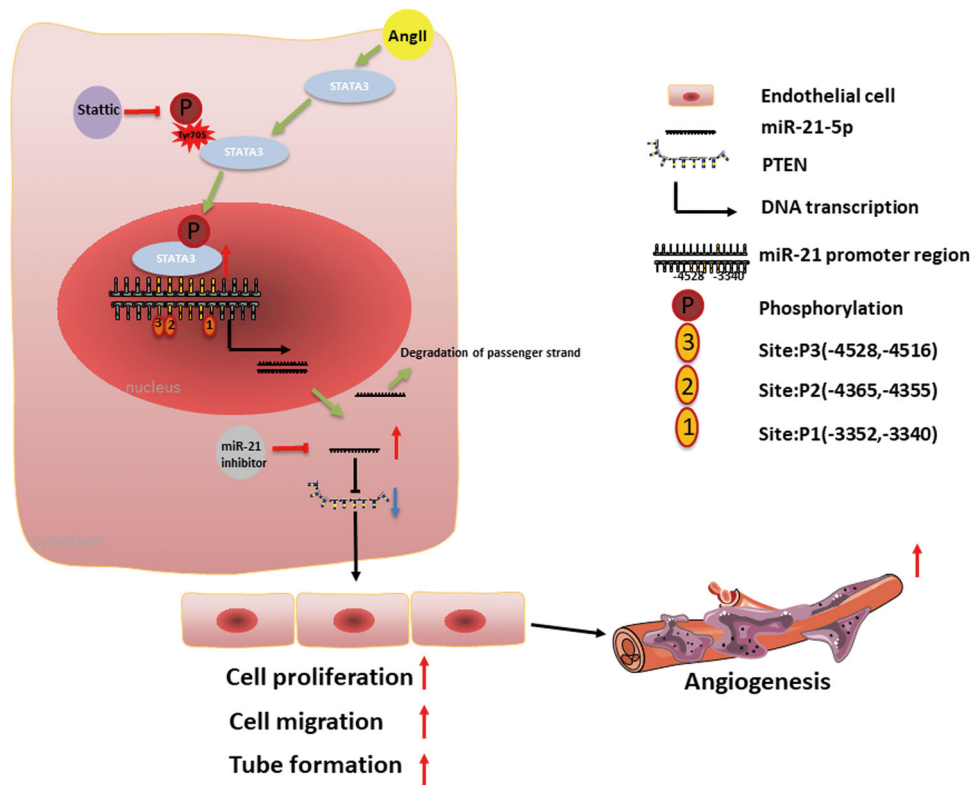 AngII
STATA3
Stattic
P
Tyr705
STATA3
P
STATA3
3 2 1
nucleus
Degradation of passenger strand
miR-21
inhibitor
cytoplasm
Cell proliferation
Cell migration
Tube formation
Angiogenesis
Endothelial cell
miR-21-5p
PTEN
DNA transcription
miR-21 promoter region
-4528 -3340
P Phosphorylation
3 Site:P3(-4528,-4516)
2 Site:P2(-4365,-4355)
1 Site:P1(-3352,-3340)